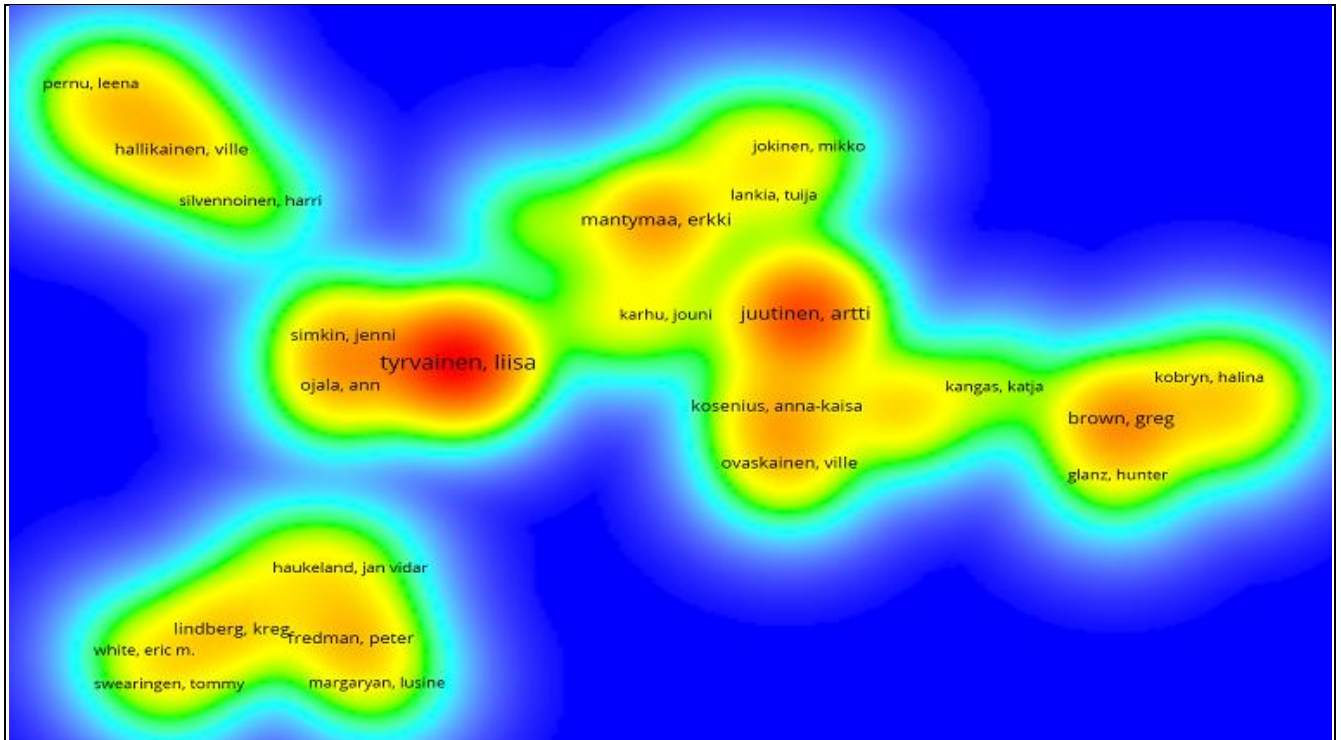 pernu, leena
hallikainen, ville
silvennoinen, harri
jokinen, mikko
lankia, tuija
mantymaa, erkki
karhu, jouni
juutinen, artti
simkin, jenni
tyrvainen, liisa
ojala, ann
kosenius, anna-kaisa
kangas, katja
kobryn, halina
brown, greg
ovaskainen, ville
glanz, hunter
haukeland, jan vidar
lindberg, kreg
fredman, peter
white, eric m.
swearingen, tommy
margaryan, lusine